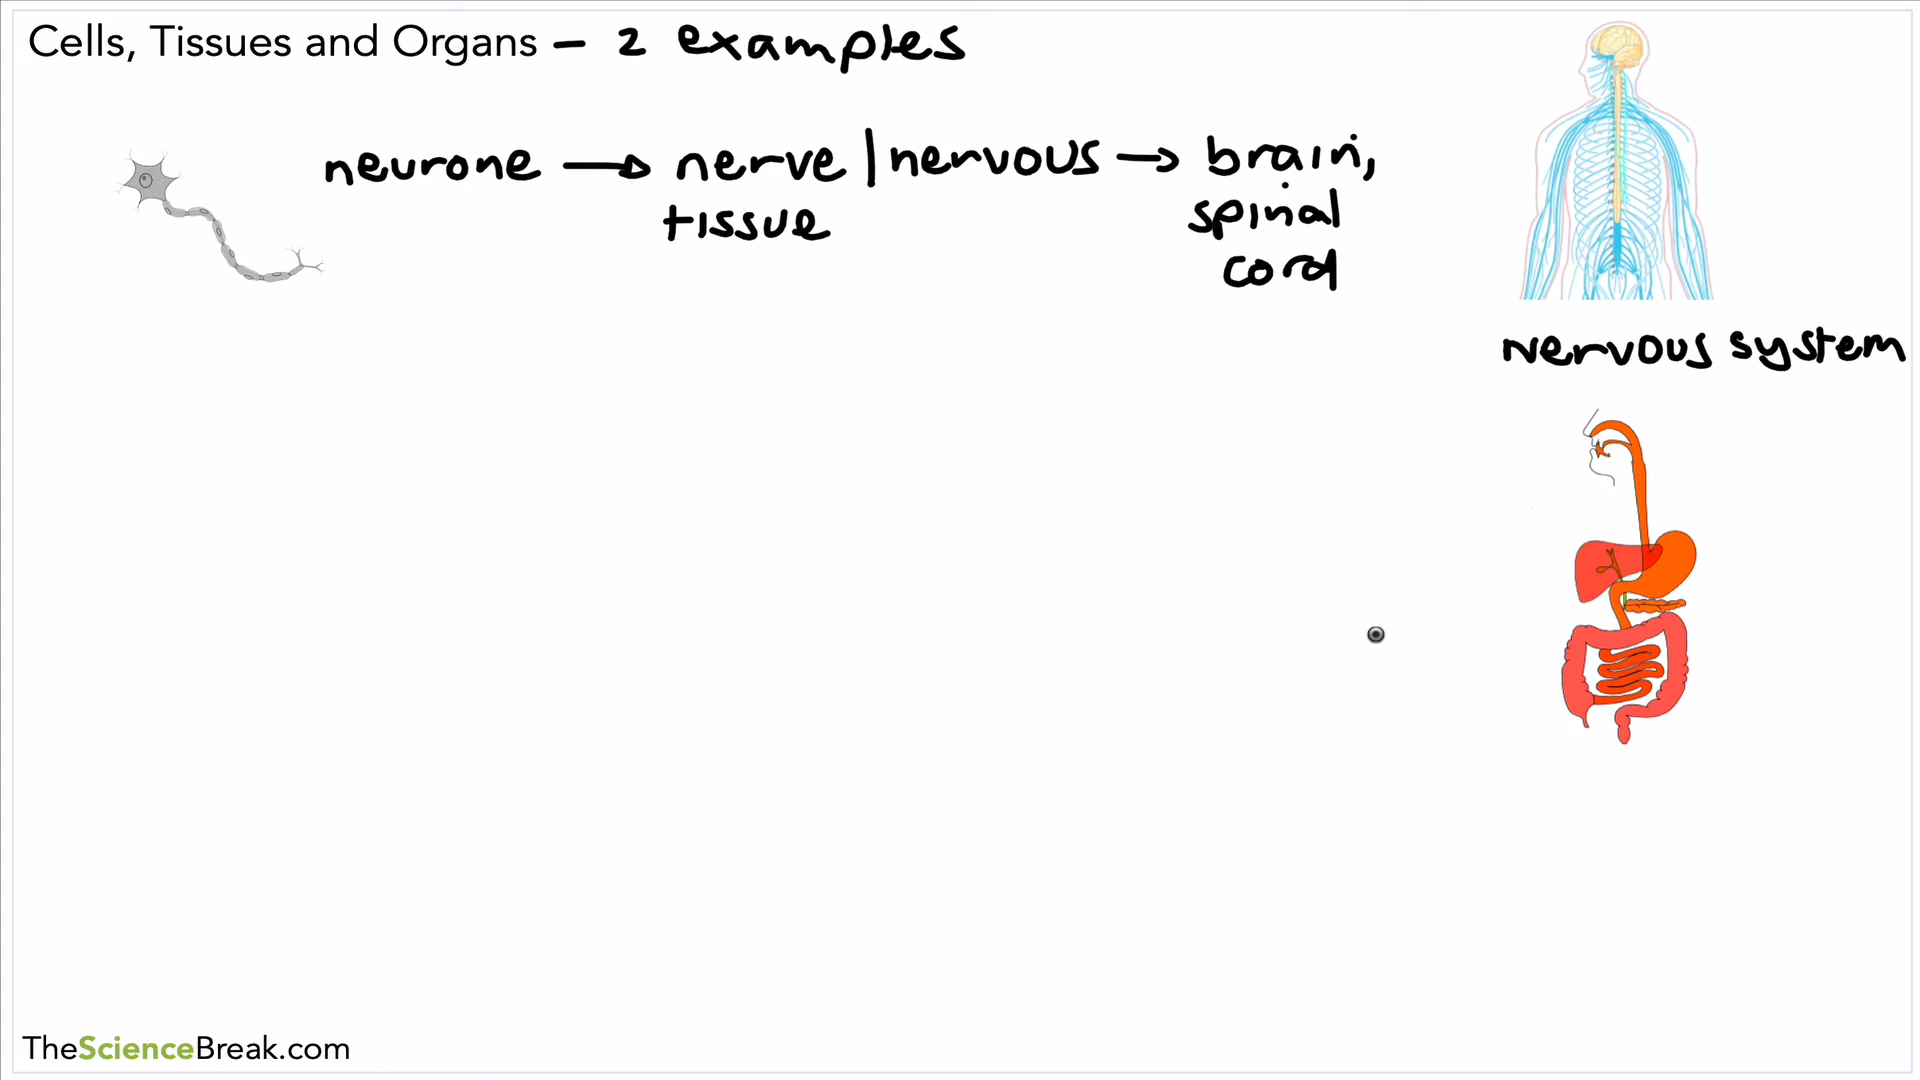 Cells, Tissues and Organs – 2 examples
neurone → nerve | nervous → brain,
tissue
spinal
cord
nervous system
TheScienceBreak.com